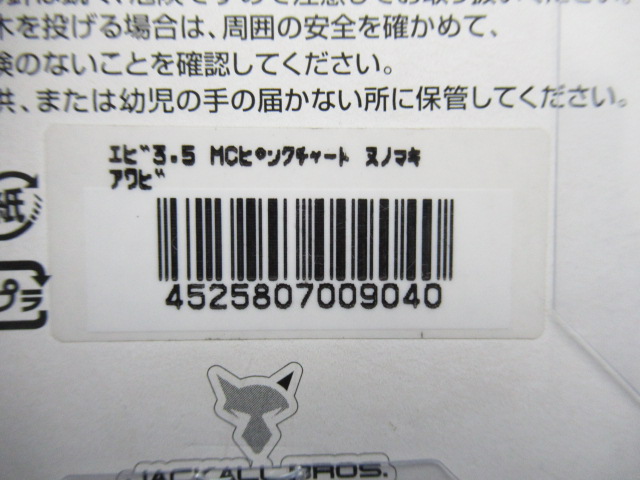 木を投げる場合は、周囲の安全を確かめて、
険のないことを確認してください。
供、または幼児の手の届かない所に保管してください。
エビ3.5 MCピンクチャート ヌノマキ
アワビ
4525807009040
紙
プラ
JACKALL BROS.